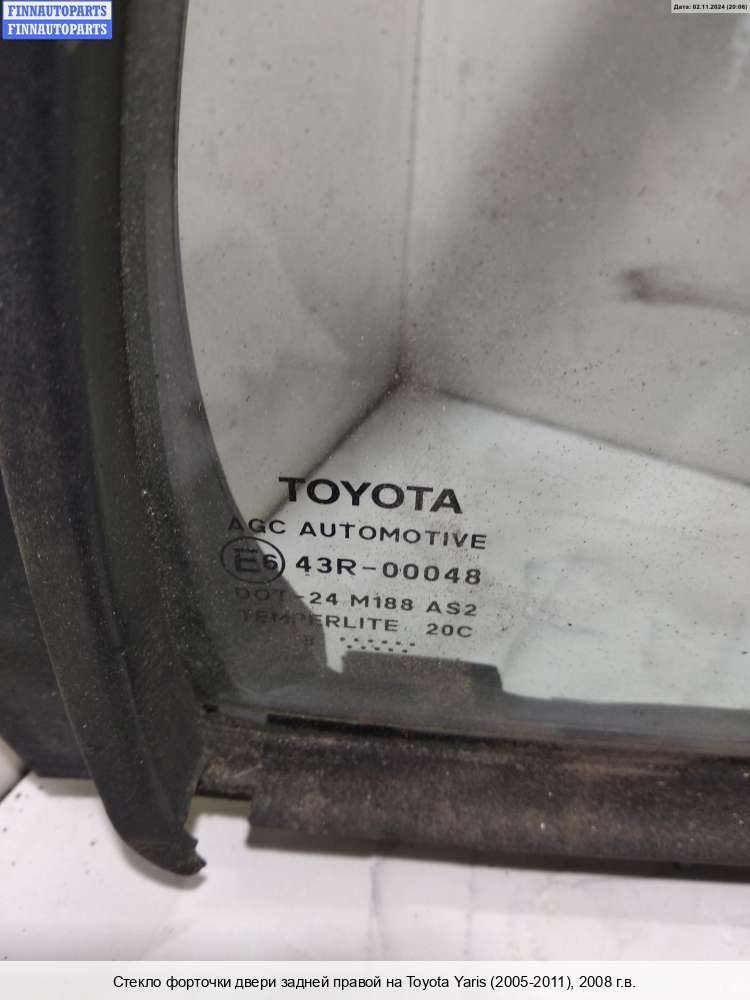 FINNAUTOPARTS
FINNAUTOPARTS
Дата: 02.11.2024 (20:06)
TOYOTA
AGC AUTOMOTIVE
E6 43R-00048
DOT-24 M188 AS2
TEMPERLITE 20C
8
Стекло форточки двери задней правой на Toyota Yaris (2005-2011), 2008 г.в.